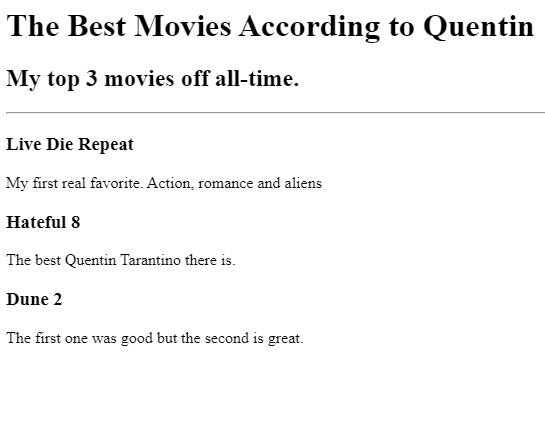 The Best Movies According to Quentin
My top 3 movies off all-time.
Live Die Repeat
My first real favorite. Action, romance and aliens
Hateful 8
The best Quentin Tarantino there is.
Dune 2
The first one was good but the second is great.